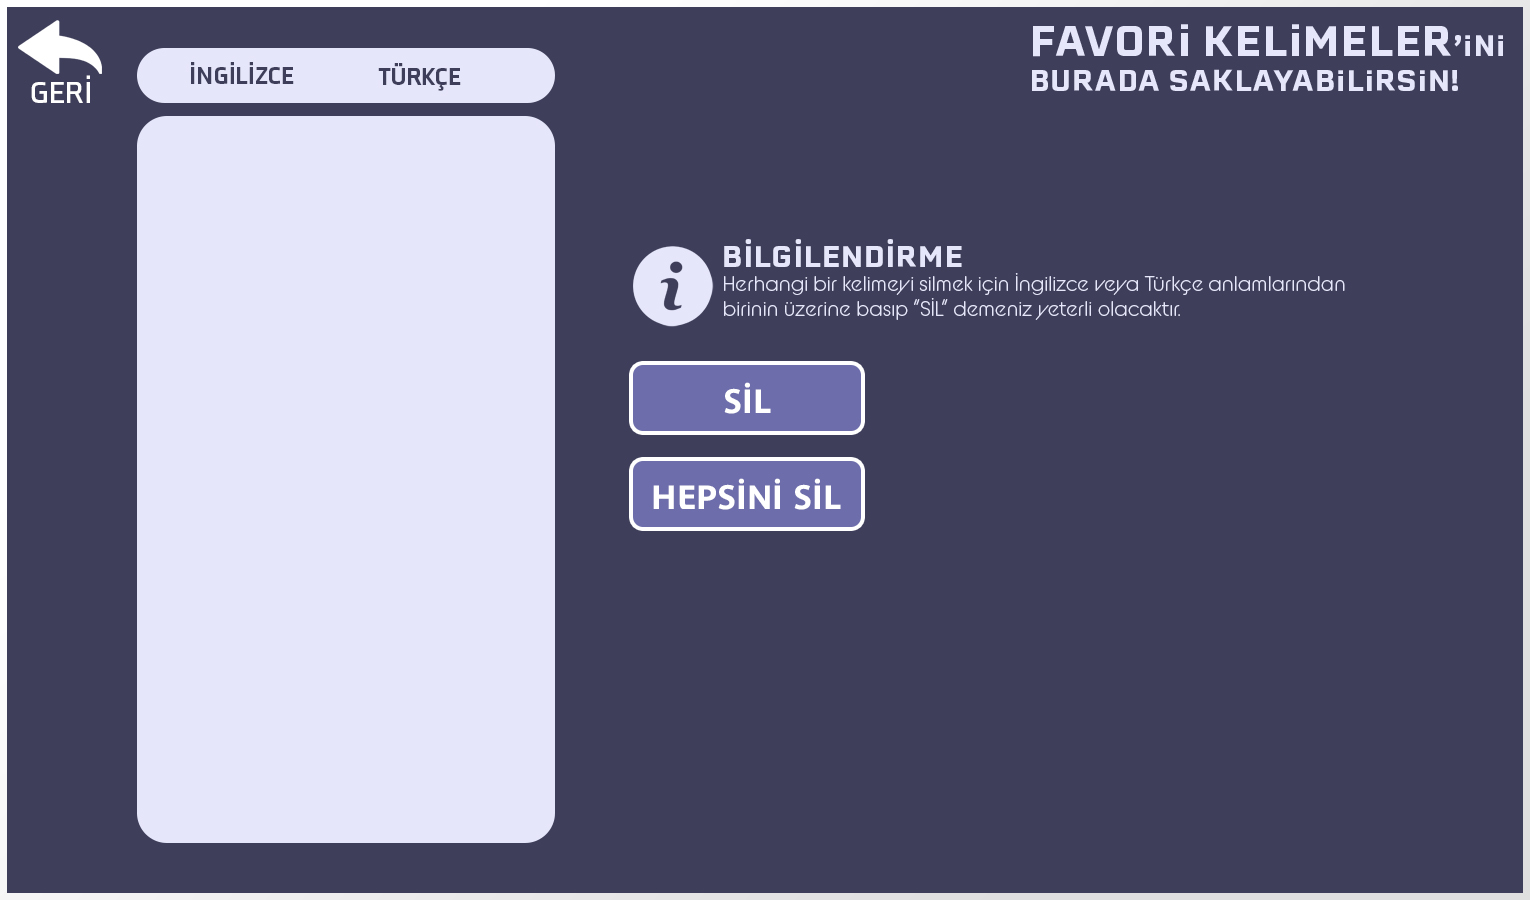 GERİ
İNGİLİZCE TÜRKÇE
FAVORİ KELİMELER'İNİ
BURADA SAKLAYABİLİRSİN!
BİLGİLENDİRME
Herhangi bir kelimeyi silmek için İngilizce veya Türkçe anlamlarından
birinin üzerine basıp "SİL" demeniz yeterli olacaktır.
SİL
HEPSİNİ SİL